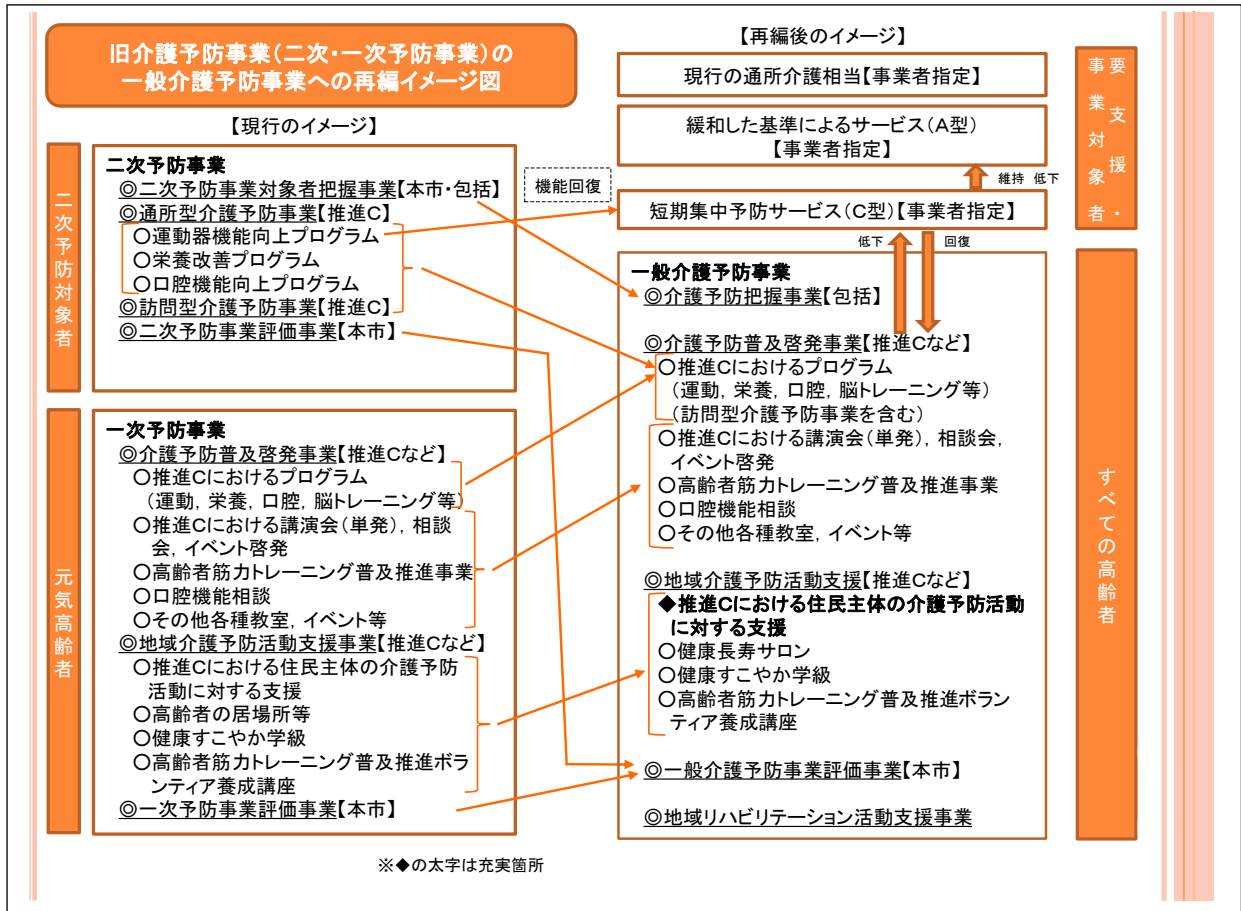 旧介護予防事業(二次・一次予防事業)の
一般介護予防事業への再編イメージ図
【現行のイメージ】
二次予防対象者
二次予防事業
◎二次予防事業対象者把握事業【本市・包括】
◎通所型介護予防事業【推進C】
○運動器機能向上プログラム
○栄養改善プログラム
○口腔機能向上プログラム
◎訪問型介護予防事業【推進C】
◎二次予防事業評価事業【本市】
元気高齢者
一次予防事業
◎介護予防普及啓発事業【推進Cなど】
○推進Cにおけるプログラム
(運動,栄養,口腔,脳トレーニング等)
○推進Cにおける講演会(単発),相談
会,イベント啓発
○高齢者筋力トレーニング普及推進事業
○口腔機能相談
○その他各種教室,イベント等
◎地域介護予防活動支援事業【推進Cなど】
○推進Cにおける住民主体の介護予防
活動に対する支援
○高齢者の居場所等
○健康すこやか学級
○高齢者筋力トレーニング普及推進ボラ
ンティア養成講座
◎一次予防事業評価事業【本市】
機能回復
【再編後のイメージ】
現行の通所介護相当【事業者指定】
緩和した基準によるサービス(A型)
【事業者指定】
維持 低下
短期集中予防サービス(C型)【事業者指定】
低下
回復
一般介護予防事業
◎介護予防把握事業【包括】
◎介護予防普及啓発事業【推進Cなど】
○推進Cにおけるプログラム
(運動,栄養,口腔,脳トレーニング等)
(訪問型介護予防事業を含む)
○推進Cにおける講演会(単発),相談会,
イベント啓発
○高齢者筋力トレーニング普及推進事業
○口腔機能相談
○その他各種教室,イベント等
◎地域介護予防活動支援【推進Cなど】
◆推進Cにおける住民主体の介護予防活動
に対する支援
○健康長寿サロン
○健康すこやか学級
○高齢者筋力トレーニング普及推進ボラン
ティア養成講座
◎一般介護予防事業評価事業【本市】
◎地域リハビリテーション活動支援事業
要支援・
事業対象者
すべての高齢者
※◆の太字は充実箇所